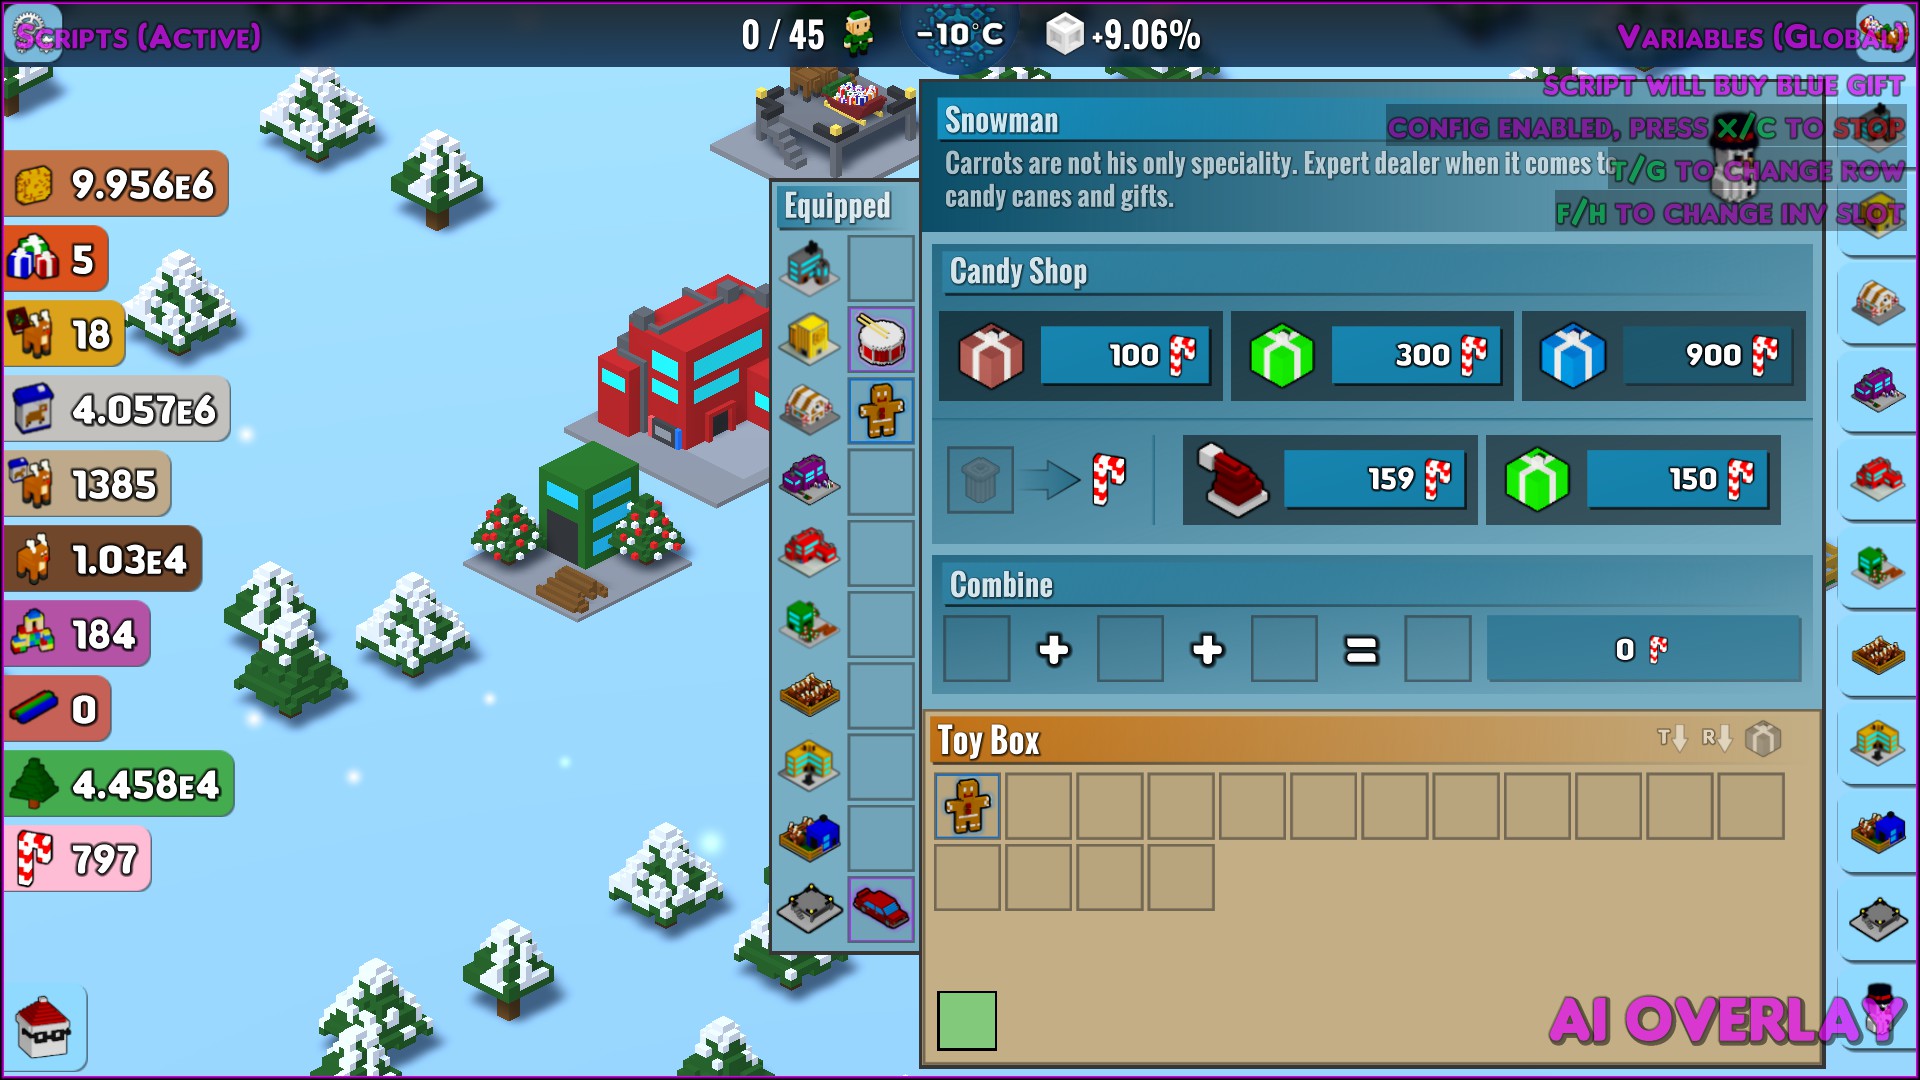 Scripts (Active)
0 / 45
-10°C
+9.06%
Variables (Global)
SCRIPT WILL BUY BLUE GIFT
CONFIG ENABLED, PRESS X/C TO STOP
T/G TO CHANGE ROW
F/H TO CHANGE INV SLOT
9.956E6
5
18
4.057E6
1385
1.03E4
184
0
4.458E4
797
Equipped
Snowman
Carrots are not his only speciality. Expert dealer when it comes to
candy canes and gifts.
Candy Shop
100
300
900
159
150
Combine
+ + = 0
Toy Box
T R
AI OVERLAY